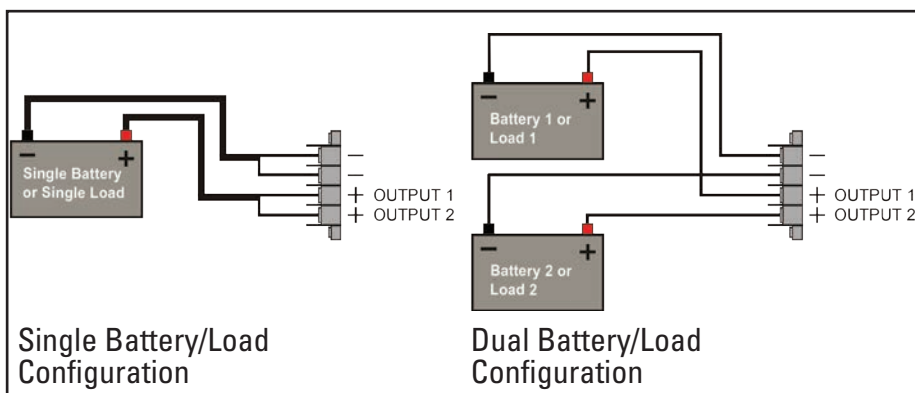 −
+
Single Battery
or Single Load
−
−
+ OUTPUT 1
+ OUTPUT 2
Single Battery/Load
Configuration
−
+
Battery 1 or
Load 1
−
+
Battery 2 or
Load 2
−
−
+ OUTPUT 1
+ OUTPUT 2
Dual Battery/Load
Configuration